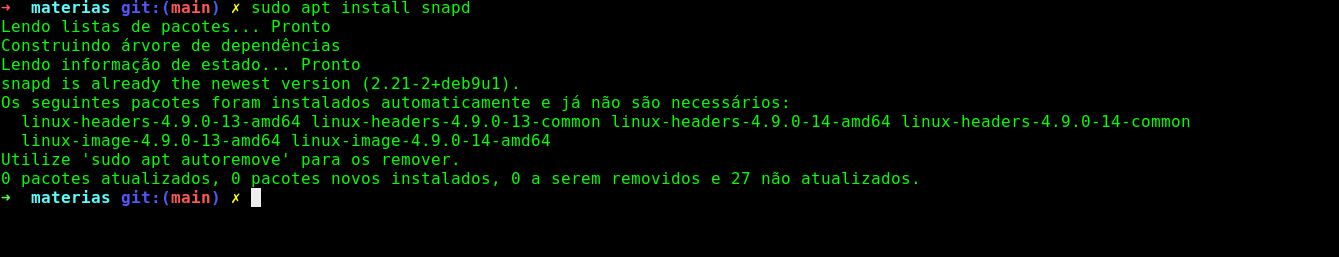 ➜  materias git:(main) ✗ sudo apt install snapd
Lendo listas de pacotes... Pronto
Construindo árvore de dependências
Lendo informação de estado... Pronto
snapd is already the newest version (2.21-2+deb9u1).
Os seguintes pacotes foram instalados automaticamente e já não são necessários:
  linux-headers-4.9.0-13-amd64 linux-headers-4.9.0-13-common linux-headers-4.9.0-14-amd64 linux-headers-4.9.0-14-common
  linux-image-4.9.0-13-amd64 linux-image-4.9.0-14-amd64
Utilize 'sudo apt autoremove' para os remover.
0 pacotes atualizados, 0 pacotes novos instalados, 0 a serem removidos e 27 não atualizados.
➜  materias git:(main) ✗